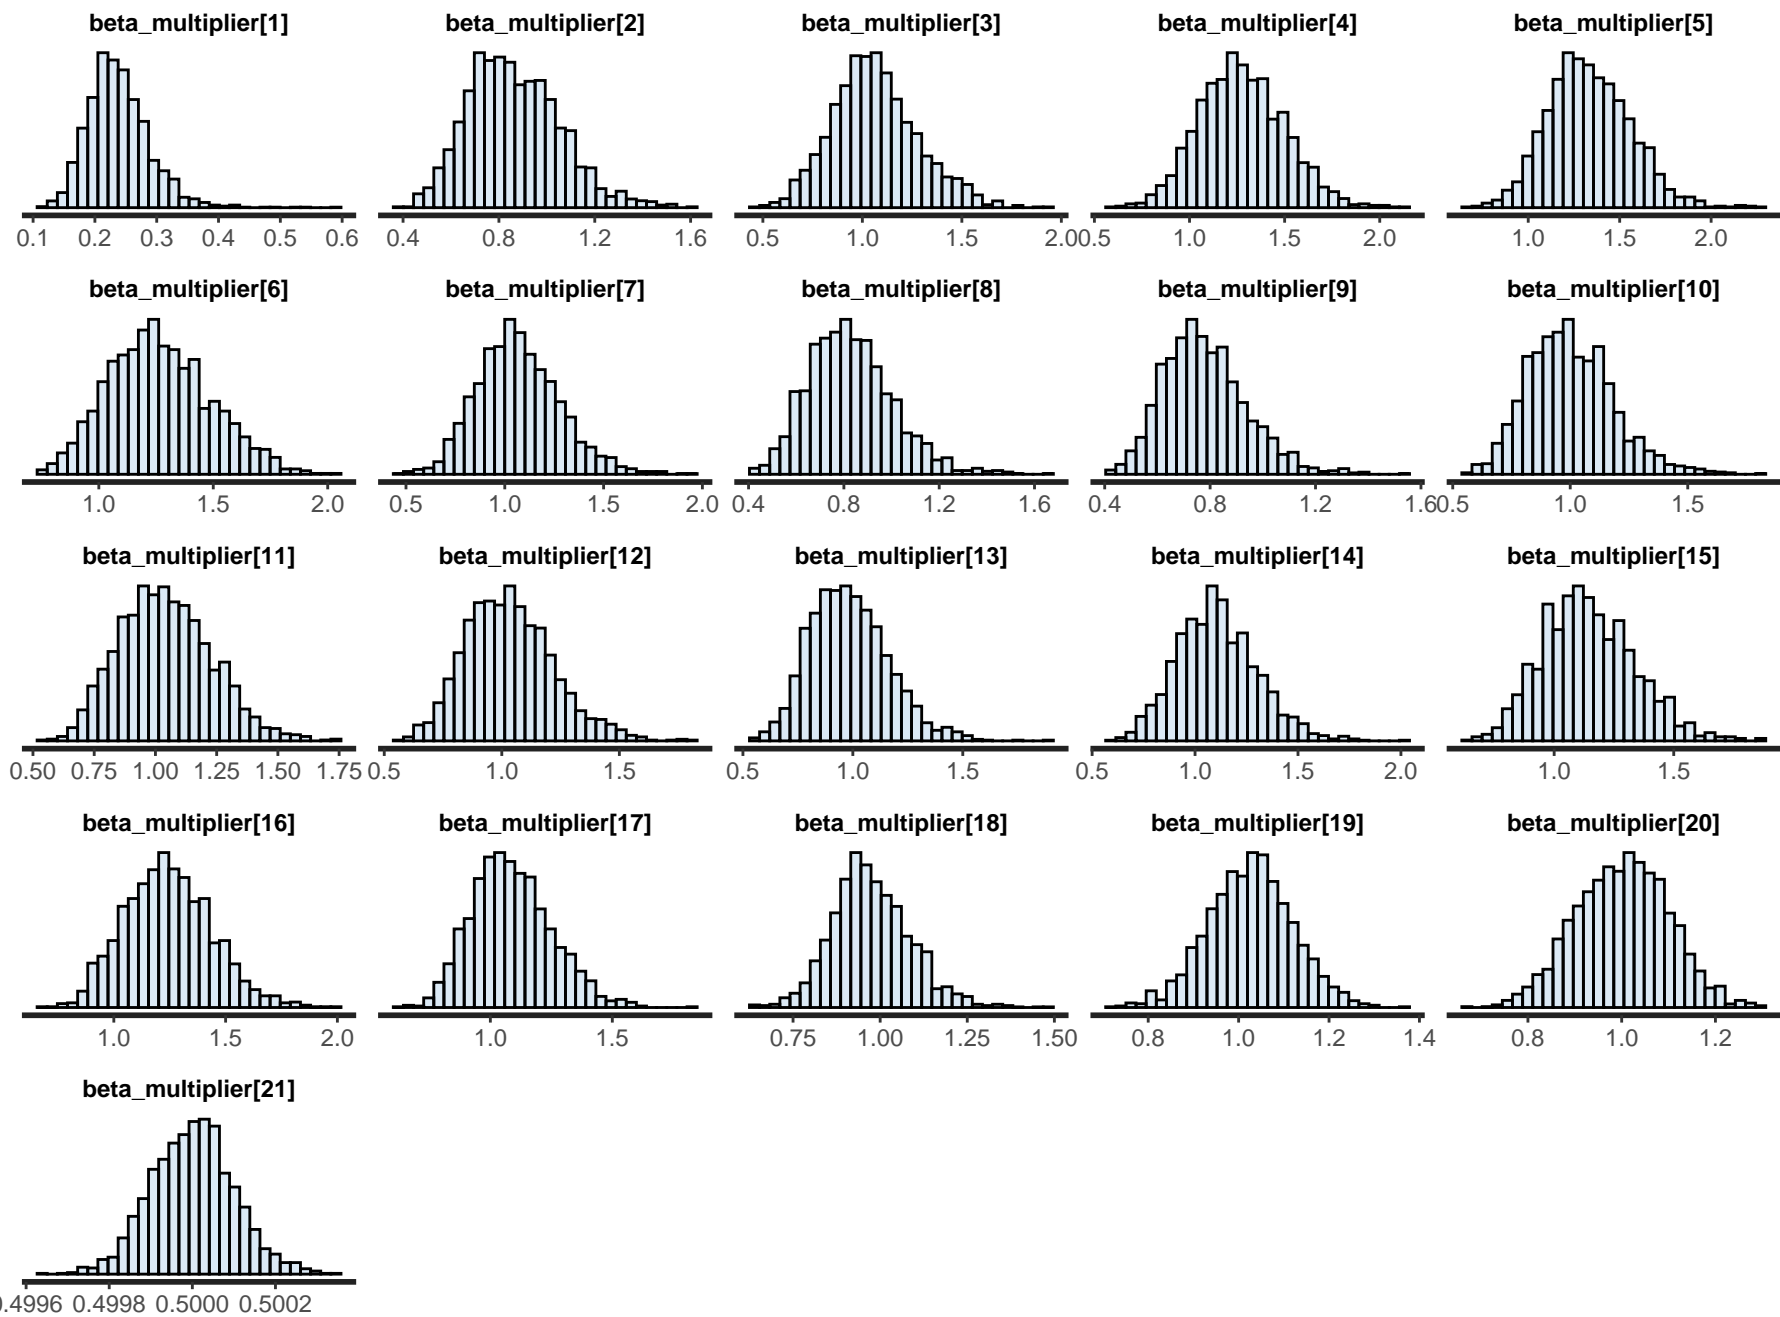 beta_multiplier[1] beta_multiplier[2] beta_multiplier[3] beta_multiplier[4] beta_multiplier[5]
0.1 0.2 0.3 0.4 0.5 0.6 0.4 0.8 1.2 1.6 0.5 1.0 1.5 2.0 0.5 1.0 1.5 2.0 1.0 1.5 2.0
beta_multiplier[6] beta_multiplier[7] beta_multiplier[8] beta_multiplier[9] beta_multiplier[10]
1.0 1.5 2.0 0.5 1.0 1.5 2.0 0.4 0.8 1.2 1.6 0.4 0.8 1.2 1.6 0.5 1.0 1.5
beta_multiplier[11] beta_multiplier[12] beta_multiplier[13] beta_multiplier[14] beta_multiplier[15]
0.50 0.75 1.00 1.25 1.50 1.75 0.5 1.0 1.5 0.5 1.0 1.5 0.5 1.0 1.5 2.0 1.0 1.5
beta_multiplier[16] beta_multiplier[17] beta_multiplier[18] beta_multiplier[19] beta_multiplier[20]
1.0 1.5 2.0 1.0 1.5 0.75 1.00 1.25 1.50 0.8 1.0 1.2 1.4 0.8 1.0 1.2
beta_multiplier[21]
0.4996 0.4998 0.5000 0.5002